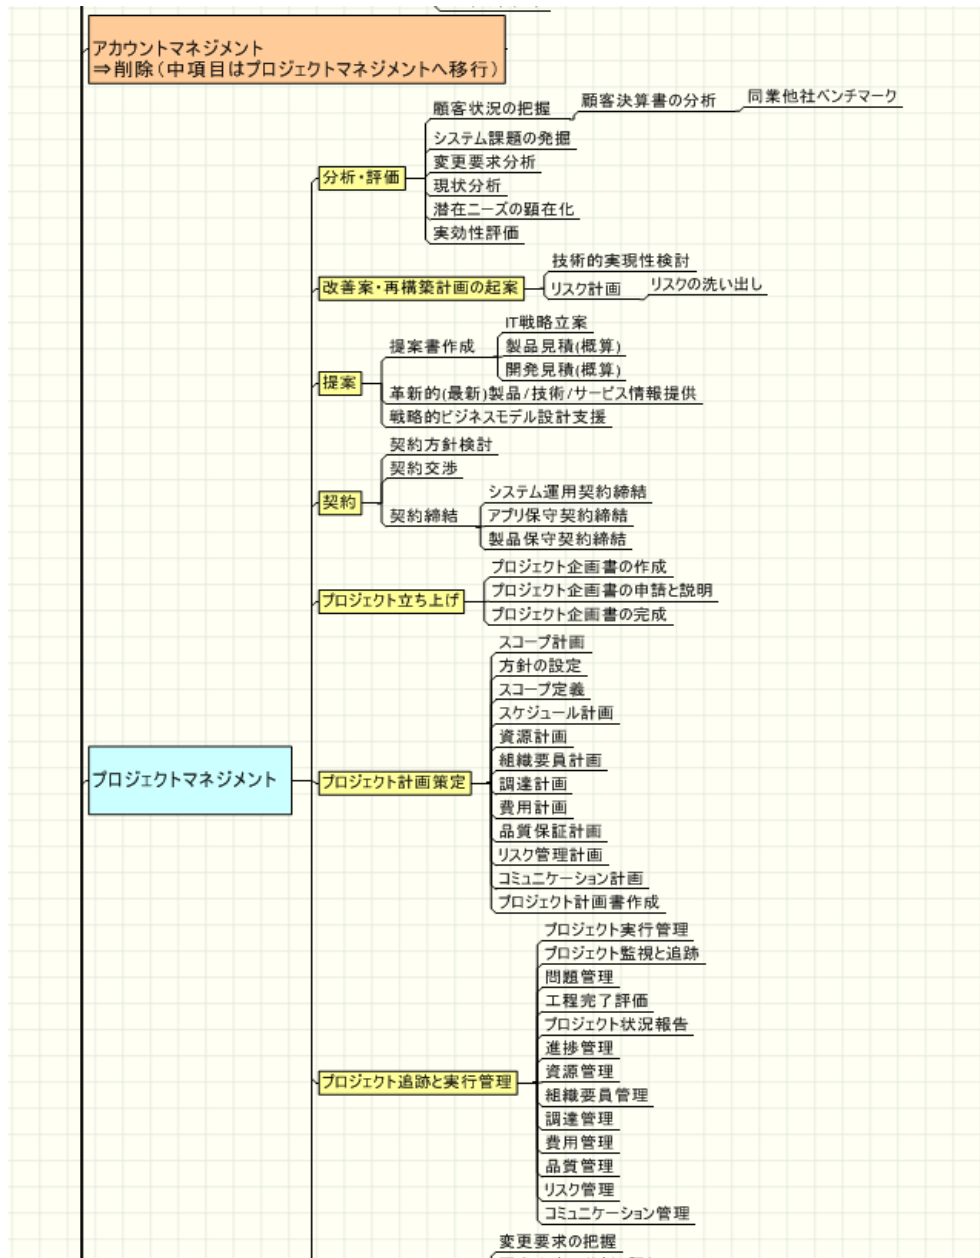 アカウントマネジメント
⇒削除(中項目はプロジェクトマネジメントへ移行)
分析・評価
顧客状況の把握
顧客決算書の分析
同業他社ベンチマーク
システム課題の発掘
変更要求分析
現状分析
潜在ニーズの顕在化
実効性評価
改善案・再構築計画の起案
技術的実現性検討
リスク計画
リスクの洗い出し
提案
提案書作成
IT戦略立案
製品見積(概算)
開発見積(概算)
革新的(最新)製品/技術/サービス情報提供
戦略的ビジネスモデル設計支援
契約
契約方針検討
契約交渉
契約締結
システム運用契約締結
アプリ保守契約締結
製品保守契約締結
プロジェクト立ち上げ
プロジェクト企画書の作成
プロジェクト企画書の申請と説明
プロジェクト企画書の完成
プロジェクトマネジメント
プロジェクト計画策定
スコープ計画
方針の設定
スコープ定義
スケジュール計画
資源計画
組織要員計画
調達計画
費用計画
品質保証計画
リスク管理計画
コミュニケーション計画
プロジェクト計画書作成
プロジェクト追跡と実行管理
プロジェクト実行管理
プロジェクト監視と追跡
問題管理
工程完了評価
プロジェクト状況報告
進捗管理
資源管理
組織要員管理
調達管理
費用管理
品質管理
リスク管理
コミュニケーション管理
変更要求の把握